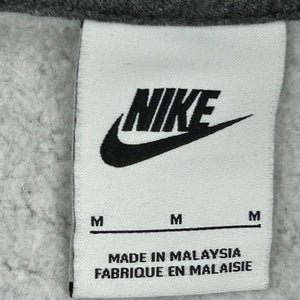 NIKE
M M M
MADE IN MALAYSIA
FABRIQUE EN MALAISIE